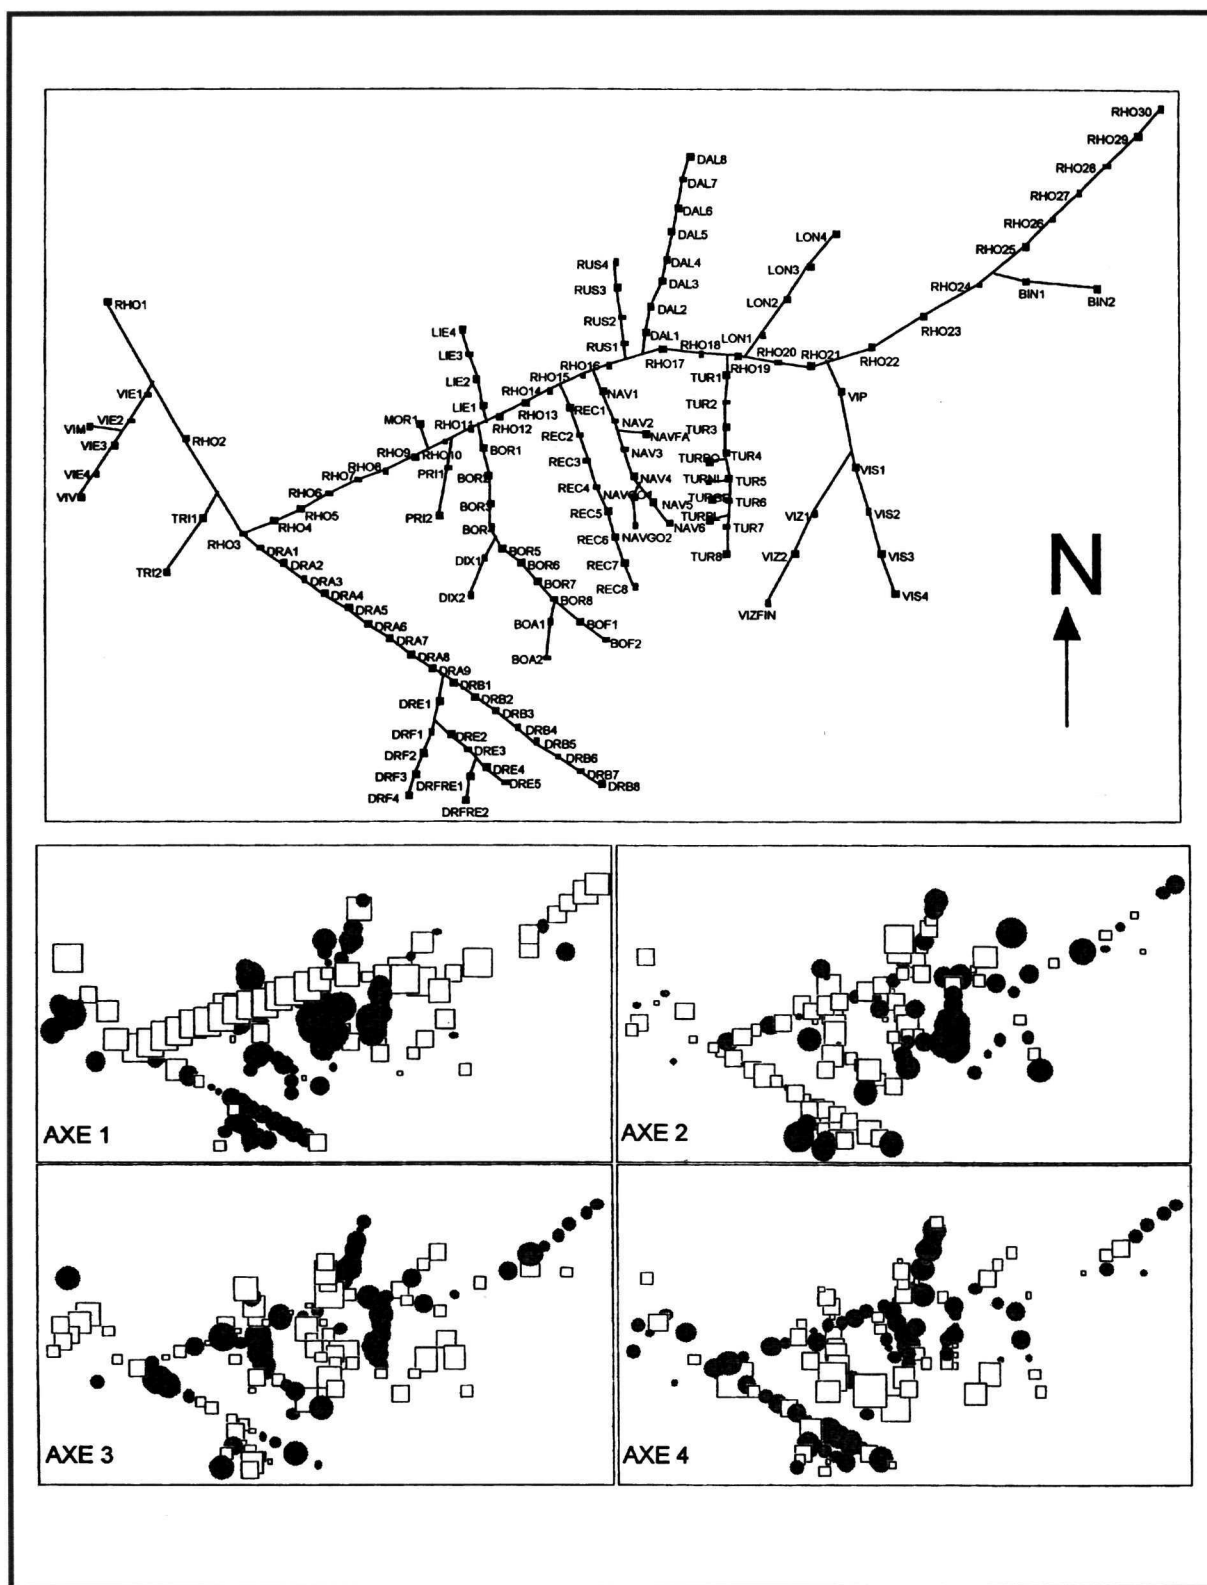 RHO30
RHO29
RHO28
RHO27
RHO26
RHO25
RHO24
BIN1
BIN2
RHO23
RHO22
DAL8
DAL7
DAL6
DAL5
DAL4
DAL3
DAL2
DAL1
LON4
LON3
LON2
LON1
RUS4
RUS3
RUS2
RUS1
RHO21
RHO20
RHO19
RHO18
RHO17
RHO16
RHO15
RHO14
RHO13
RHO12
RHO11
RHO10
RHO9
RHO8
RHO7
RHO6
RHO5
RHO4
RHO3
RHO2
RHO1
VIE1
VIE2
VIM
VIE3
VIE4
VIV
TRI1
TRI2
LIE4
LIE3
LIE2
LIE1
MOR1
PRI1
PRI2
BOR1
BOR2
BOR3
BOR
BOR5
BOR6
BOR7
BOR8
DIX1
DIX2
BOA1
BOA2
BOF1
BOF2
REC1
REC2
REC3
REC4
REC5
REC6
REC7
REC8
NAV1
NAV2
NAVFA
NAV3
NAV4
NAVGO1
NAV5
NAV6
NAVGO2
TUR1
TUR2
TUR3
TUR4
TUR5
TUR6
TURBL
TUR7
TUR8
VIP
VIS1
VIS2
VIS3
VIS4
VIZ1
VIZ2
VIZFIN
DRA1
DRA2
DRA3
DRA4
DRA5
DRA6
DRA7
DRA8
DRA9
DRB1
DRB2
DRB3
DRB4
DRB5
DRB6
DRB7
DRB8
DRE1
DRF1
DRE2
DRF2
DRE3
DRF3
DRFRE1
DRE4
DRE5
DRF4
DRFRE2
N
AXE 1
AXE 2
AXE 3
AXE 4